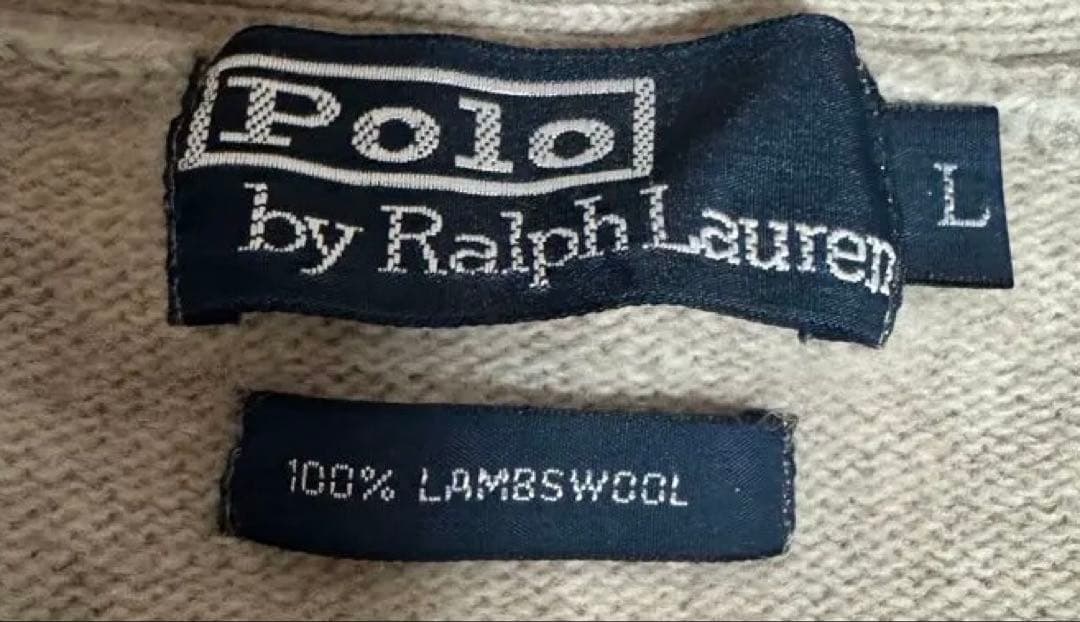 Polo
by Ralph Lauren
L
100% LAMBSWOOL